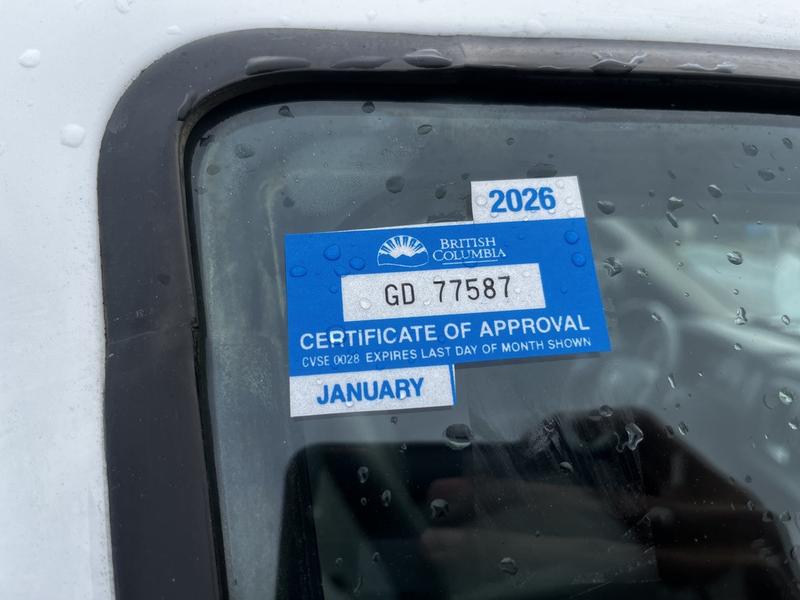 2026
BRITISH
COLUMBIA
GD 77587
CERTIFICATE OF APPROVAL
CVSE 0028 EXPIRES LAST DAY OF MONTH SHOWN
JANUARY